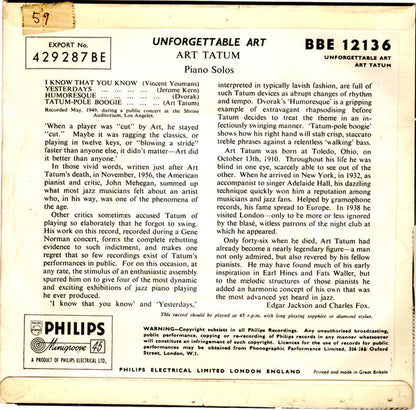 59
EXPORT No.
429287 BE
UNFORGETTABLE ART
ART TATUM
Piano Solos
BBE 12136
UNFORGETTABLE ART
ART TATUM
I KNOW THAT YOU KNOW (Vincent Youmans)
YESTERDAYS ... ... ... (Jerome Kern)
HUMORESQUE ... ... ... ... (Dvorak)
TATUM-POLE BOOGIE ... ... (Art Tatum)
Recorded May, 1949, during a public concert at the Shrine
Auditorium, Los Angeles.
'When a player was "cut" by Art, he stayed
"cut." Maybe it was ragging the classics, or
playing in twelve keys, or "blowing a stride"
faster than anyone else, it didn't matter—Art did
it better than anyone.'
In those vivid words, written just after Art
Tatum's death, in November, 1956, the American
pianist and critic, John Mehegan, summed up
what most jazz musicians felt about an artist
who, in his way, was one of the phenomena of
the age.
Other critics sometimes accused Tatum of
playing so elaborately that he forgot to swing.
His work on this record, recorded during a Gene
Norman concert, forms the complete rebutting
evidence to such indictment, and makes one
regret that so few recordings exist of Tatum's
performances in public. For on this occasion, at
any rate, the stimulus of an enthusiastic assembly
spurred him on to give four of the most dynamic
and exciting exhibitions of jazz piano playing
he ever produced.
'I know that you know' and 'Yesterdays,'
interpreted in typically lavish fashion, are full of
such Tatum devices as abrupt changes of rhythm
and tempo. Dvorak's 'Humoresque' is a gripping
example of extravagant rhapsodising before
Tatum decides to treat the theme in an in-
fectiously swinging manner. 'Tatum-pole boogie'
shows how his right hand will stab crisp, staccato
treble phrases against a relentless 'walking' bass.
Art Tatum was born at Toledo, Ohio, on
October 13th, 1910. Throughout his life he was
blind in one eye, scarcely able to see out of the
other. When he arrived in New York, in 1932, as
accompanist to singer Adelaide Hall, his dazzling
technique quickly won him a reputation among
musicians and jazz fans. Helped by gramophone
records, his fame spread to Europe. In 1938 he
visited London—only to be more or less ignored
by the blasé, witless patrons of the night club at
which he appeared.
Only forty-six when he died, Art Tatum had
already become a nearly legendary figure—a man
not only admired, but also revered by his fellow
pianists. He may have found much of his early
inspiration in Earl Hines and Fats Waller, but
to the melodic structures of those pianists he
added an harmonic concept of his own that was
the most advanced yet heard in jazz.
Edgar Jackson and Charles Fox.
This record should be played at 45 r.p.m. with long playing sapphire or diamond stylus.
PHILIPS
Minigroove 45
A PRODUCT OF PHILIPS ELECTRICAL LTD.
WARNING—Copyright subsists in all Philips Recordings. Any unauthorised broadcasting,
public performance, copying or re-recording of Philips records in any manner whatsoever
will constitute an infringement of such copyright. Licences for the use of records for public
performance may be obtained from Phonographic Performance Limited, 356 366 Oxford
Street, London, W.1.
PHILIPS ELECTRICAL LIMITED LONDON ENGLAND
Printed and made in Great Britain